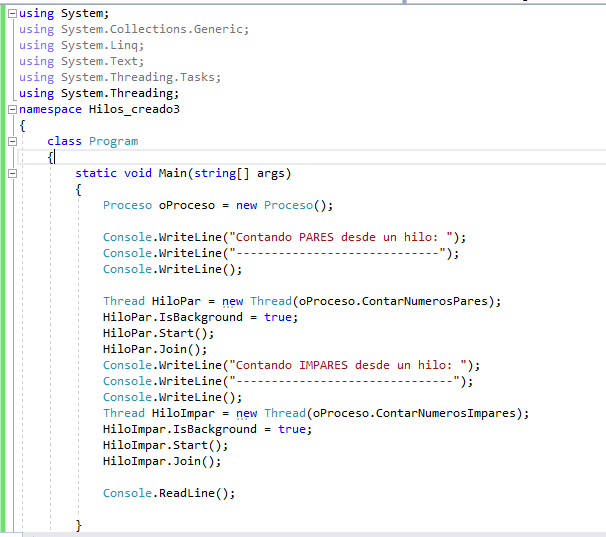 using System;
using System.Collections.Generic;
using System.Linq;
using System.Text;
using System.Threading.Tasks;
using System.Threading;
namespace Hilos_creado3
{
class Program
{
static void Main(string[] args)
{
Proceso oProceso = new Proceso();
Console.WriteLine("Contando PARES desde un hilo: ");
Console.WriteLine("-----------------------------");
Console.WriteLine();
Thread HiloPar = new Thread(oProceso.ContarNumerosPares);
HiloPar.IsBackground = true;
HiloPar.Start();
HiloPar.Join();
Console.WriteLine("Contando IMPARES desde un hilo: ");
Console.WriteLine("-------------------------------");
Console.WriteLine();
Thread HiloImpar = new Thread(oProceso.ContarNumerosImpares);
HiloImpar.IsBackground = true;
HiloImpar.Start();
HiloImpar.Join();
Console.ReadLine();
}